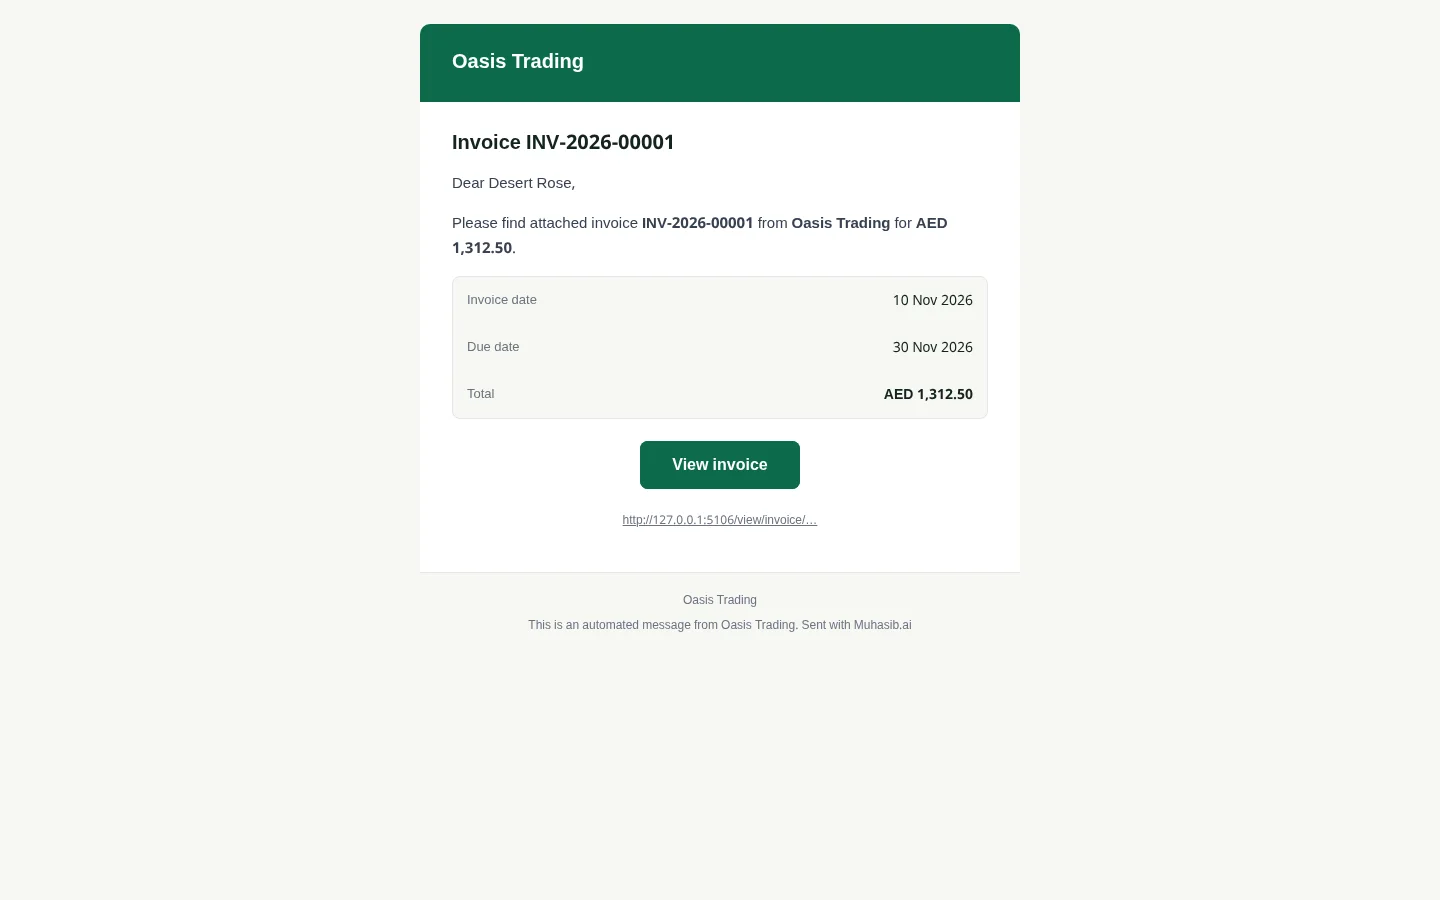 Oasis Trading
Invoice INV-2026-00001
Dear Desert Rose,
Please find attached invoice INV-2026-00001 from Oasis Trading for AED
1,312.50.
Invoice date 10 Nov 2026
Due date 30 Nov 2026
Total AED 1,312.50
View invoice
http://127.0.0.1:5106/view/invoice/…
Oasis Trading
This is an automated message from Oasis Trading. Sent with Muhasib.ai